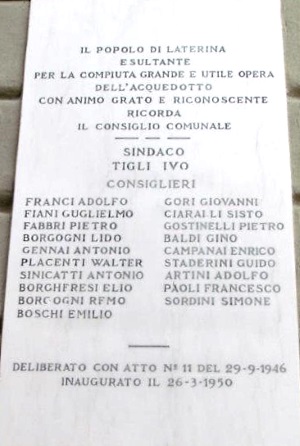 IL POPOLO DI LATERINA
ESULTANTE
PER LA COMPIUTA GRANDE E UTILE OPERA
DELL'ACQUEDOTTO
CON ANIMO GRATO E RICONOSCENTE
RICORDA
IL CONSIGLIO COMUNALE
SINDACO
TIGLI IVO
CONSIGLIERI
FRANCI ADOLFO GORI GIOVANNI
FIANI GUGLIELMO CIARALLI SISTO
FABBRI PIETRO GOSTINELLI PIETRO
BORGOGNI LIDO BALDI GINO
GENNAI ANTONIO CAMPANAI ENRICO
PLACENTI WALTER STADERINI GUIDO
SINICATTI ANTONIO ARTINI ADOLFO
BORGHESI ELIO PAOLI FRANCESCO
BORGOGNI REMO SORDINI SIMONE
BOSCHI EMILIO
DELIBERATO CON ATTO Nº 11 DEL 29-9-1946
INAUGURATO IL 26-3-1950